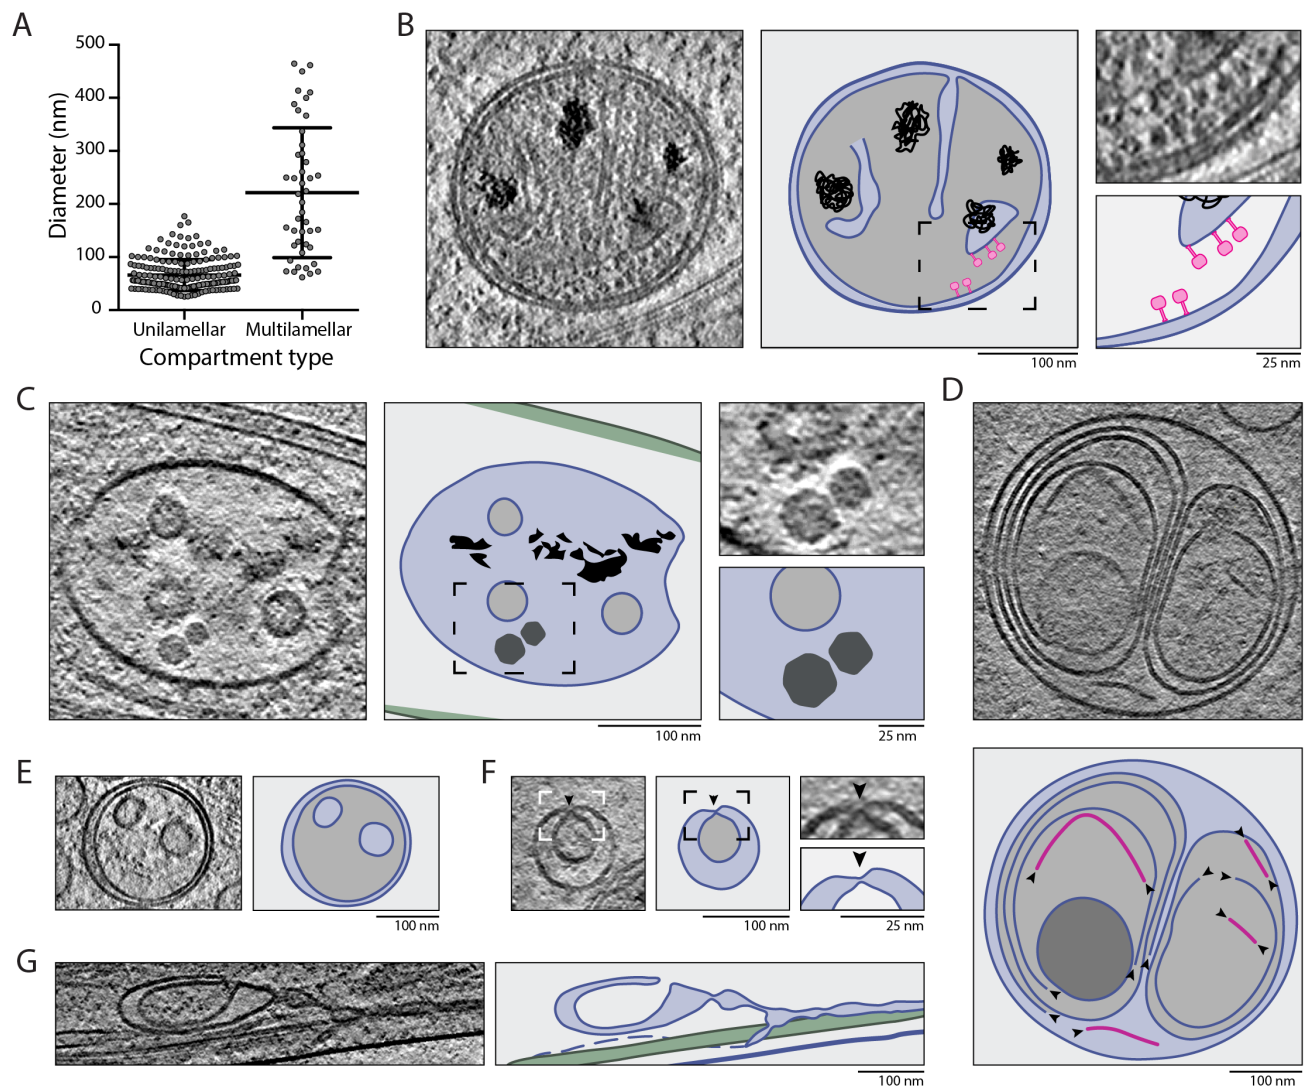 A
Diameter (nm)
500
400
300
200
100
0
Unilamellar
Multilamellar
Compartment type
B
100 nm
25 nm
C
100 nm
25 nm
D
E
100 nm
F
100 nm
25 nm
G
100 nm
100 nm